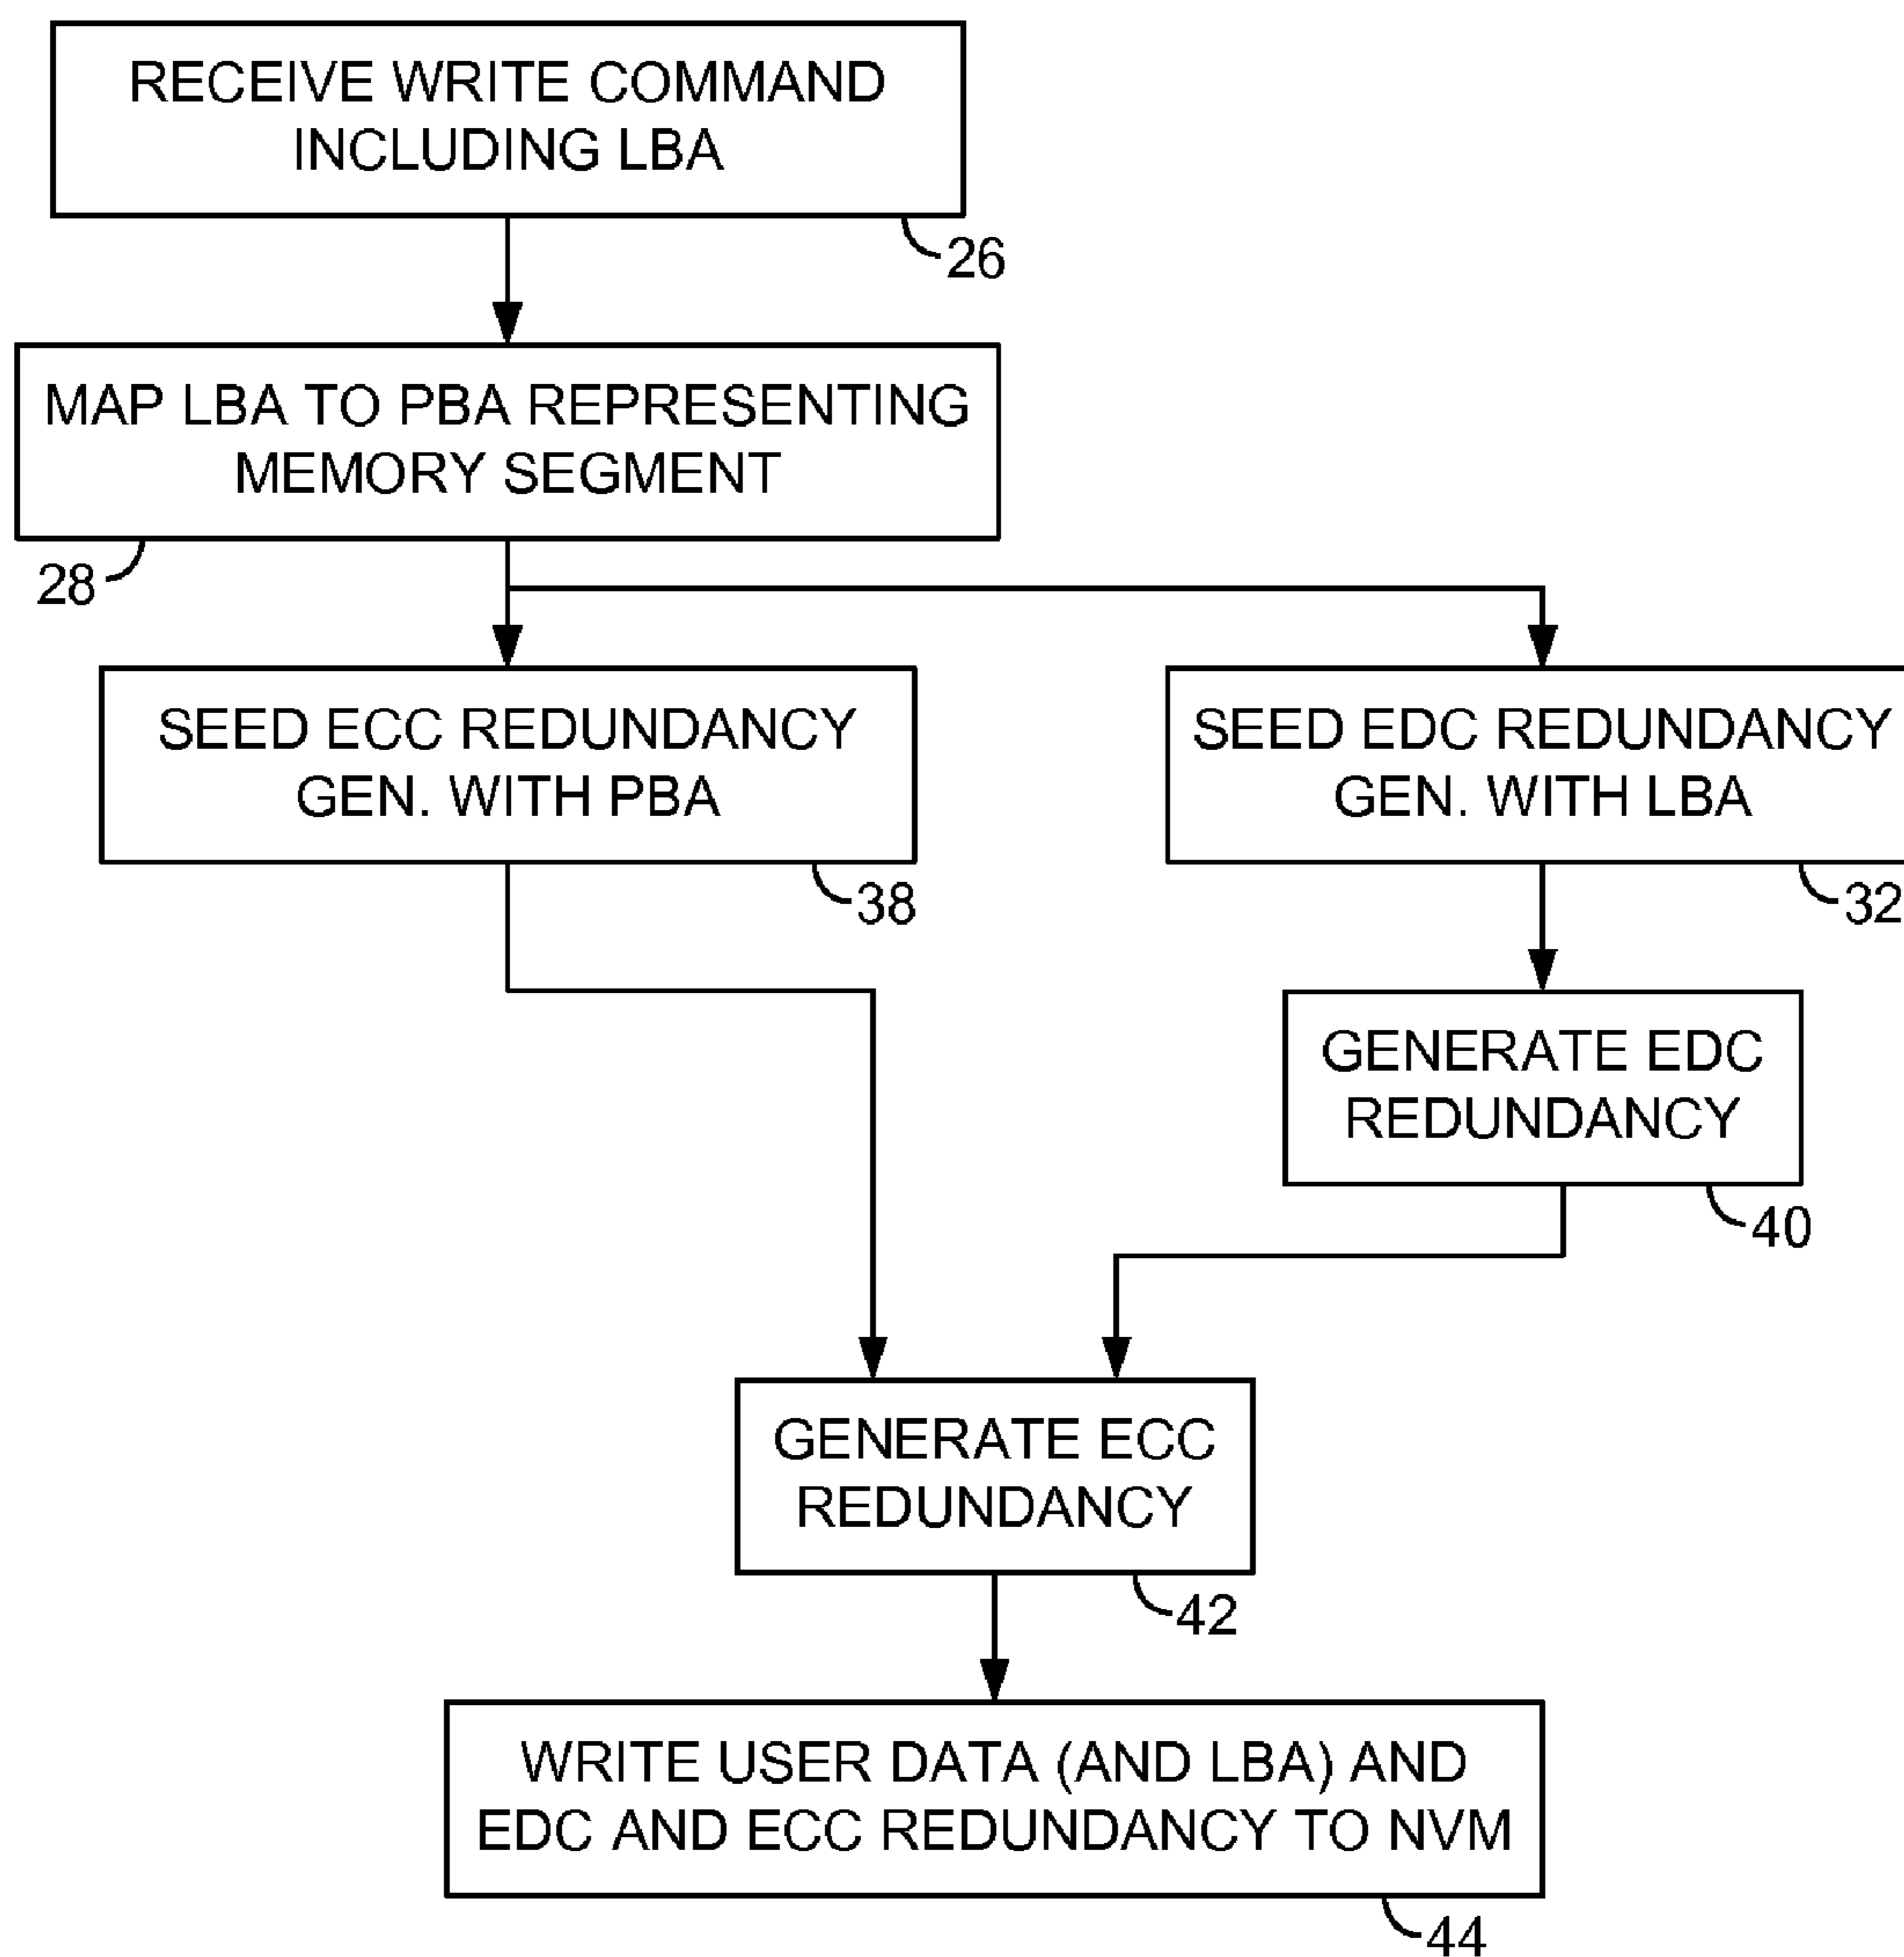 RECEIVE WRITE COMMAND
INCLUDING LBA
26
MAP LBA TO PBA REPRESENTING
MEMORY SEGMENT
28
SEED ECC REDUNDANCY
GEN. WITH PBA
38
SEED EDC REDUNDANCY
GEN. WITH LBA
32
GENERATE EDC
REDUNDANCY
40
GENERATE ECC
REDUNDANCY
42
WRITE USER DATA (AND LBA) AND
EDC AND ECC REDUNDANCY TO NVM
44